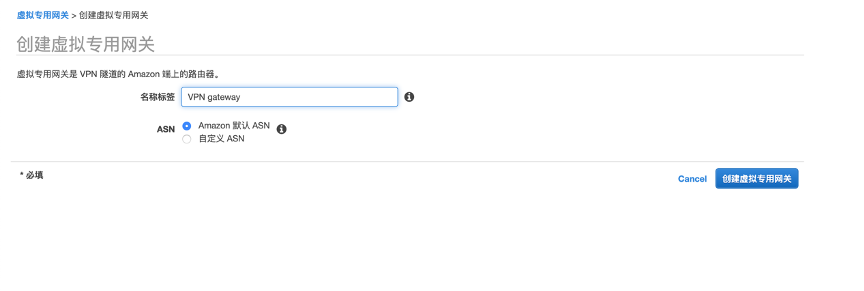 虚拟专用网关 > 创建虚拟专用网关
创建虚拟专用网关
虚拟专用网关是 VPN 隧道的 Amazon 端上的路由器。
名称标签 VPN gateway
ASN Amazon 默认 ASN
自定义 ASN
* 必填 Cancel 创建虚拟专用网关